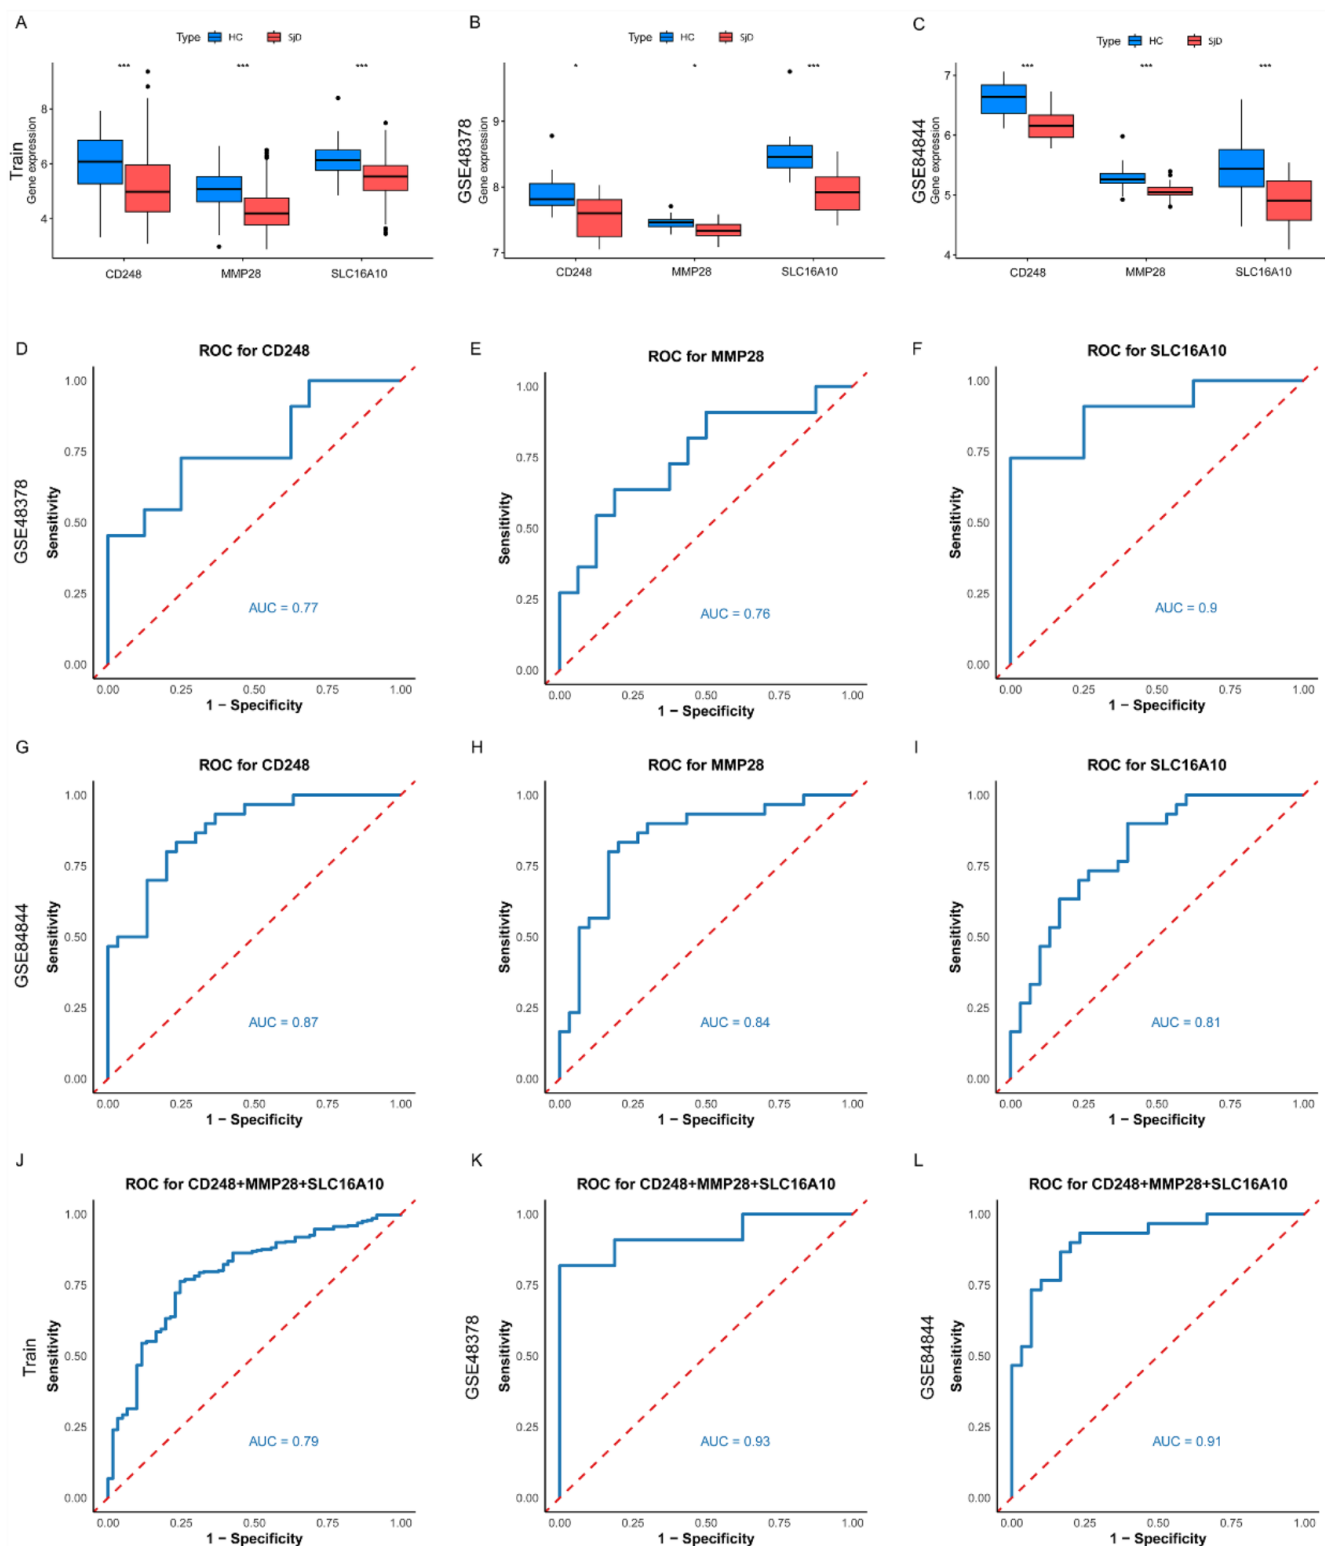 A
Type HC SjD
Train
Gene expression
8
6
4
*** *** ***
CD248 MMP28 SLC16A10
B
Type HC SjD
GSE48378
Gene expression
9
8
7
* * ***
CD248 MMP28 SLC16A10
C
Type HC SjD
GSE84844
Gene expression
7
6
5
4
*** *** ***
CD248 MMP28 SLC16A10
D
ROC for CD248
GSE48378
Sensitivity
1.00
0.75
0.50
0.25
0.00
AUC = 0.77
0.00 0.25 0.50 0.75 1.00
1 − Specificity
E
ROC for MMP28
Sensitivity
1.00
0.75
0.50
0.25
0.00
AUC = 0.76
0.00 0.25 0.50 0.75 1.00
1 − Specificity
F
ROC for SLC16A10
Sensitivity
1.00
0.75
0.50
0.25
0.00
AUC = 0.9
0.00 0.25 0.50 0.75 1.00
1 − Specificity
G
ROC for CD248
GSE84844
Sensitivity
1.00
0.75
0.50
0.25
0.00
AUC = 0.87
0.00 0.25 0.50 0.75 1.00
1 − Specificity
H
ROC for MMP28
Sensitivity
1.00
0.75
0.50
0.25
0.00
AUC = 0.84
0.00 0.25 0.50 0.75 1.00
1 − Specificity
I
ROC for SLC16A10
Sensitivity
1.00
0.75
0.50
0.25
0.00
AUC = 0.81
0.00 0.25 0.50 0.75 1.00
1 − Specificity
J
ROC for CD248+MMP28+SLC16A10
Train
Sensitivity
1.00
0.75
0.50
0.25
0.00
AUC = 0.79
0.00 0.25 0.50 0.75 1.00
1 − Specificity
K
ROC for CD248+MMP28+SLC16A10
GSE48378
Sensitivity
1.00
0.75
0.50
0.25
0.00
AUC = 0.93
0.00 0.25 0.50 0.75 1.00
1 − Specificity
L
ROC for CD248+MMP28+SLC16A10
GSE84844
Sensitivity
1.00
0.75
0.50
0.25
0.00
AUC = 0.91
0.00 0.25 0.50 0.75 1.00
1 − Specificity